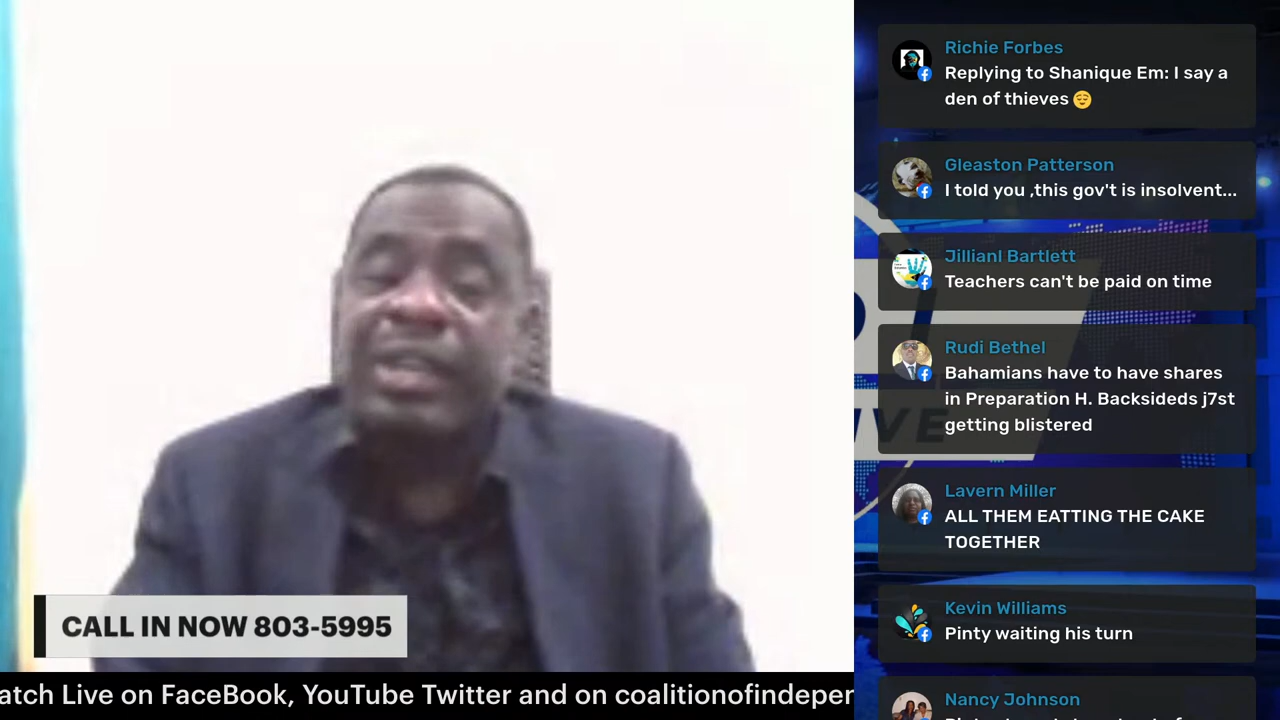 CALL IN NOW 803-5995
atch Live on FaceBook, YouTube Twitter and on coalitionofindeper
Richie Forbes
Replying to Shanique Em: I say a
den of thieves 😌
Gleaston Patterson
I told you ,this gov't is insolvent...
Jillianl Bartlett
Teachers can't be paid on time
Rudi Bethel
Bahamians have to have shares
in Preparation H. Backsideds j7st
getting blistered
Lavern Miller
ALL THEM EATTING THE CAKE
TOGETHER
Kevin Williams
Pinty waiting his turn
Nancy Johnson